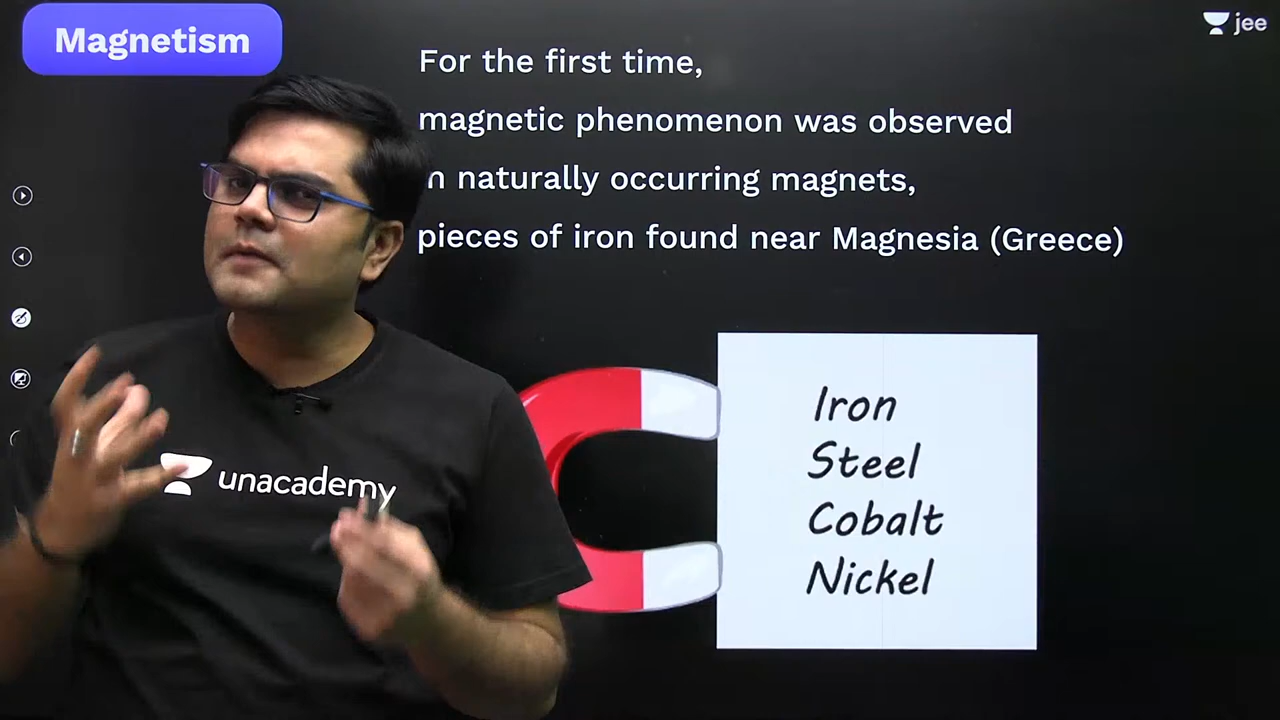 Magnetism
jee
For the first time,
magnetic phenomenon was observed
n naturally occurring magnets,
pieces of iron found near Magnesia (Greece)
Iron
Steel
Cobalt
Nickel
unacademy